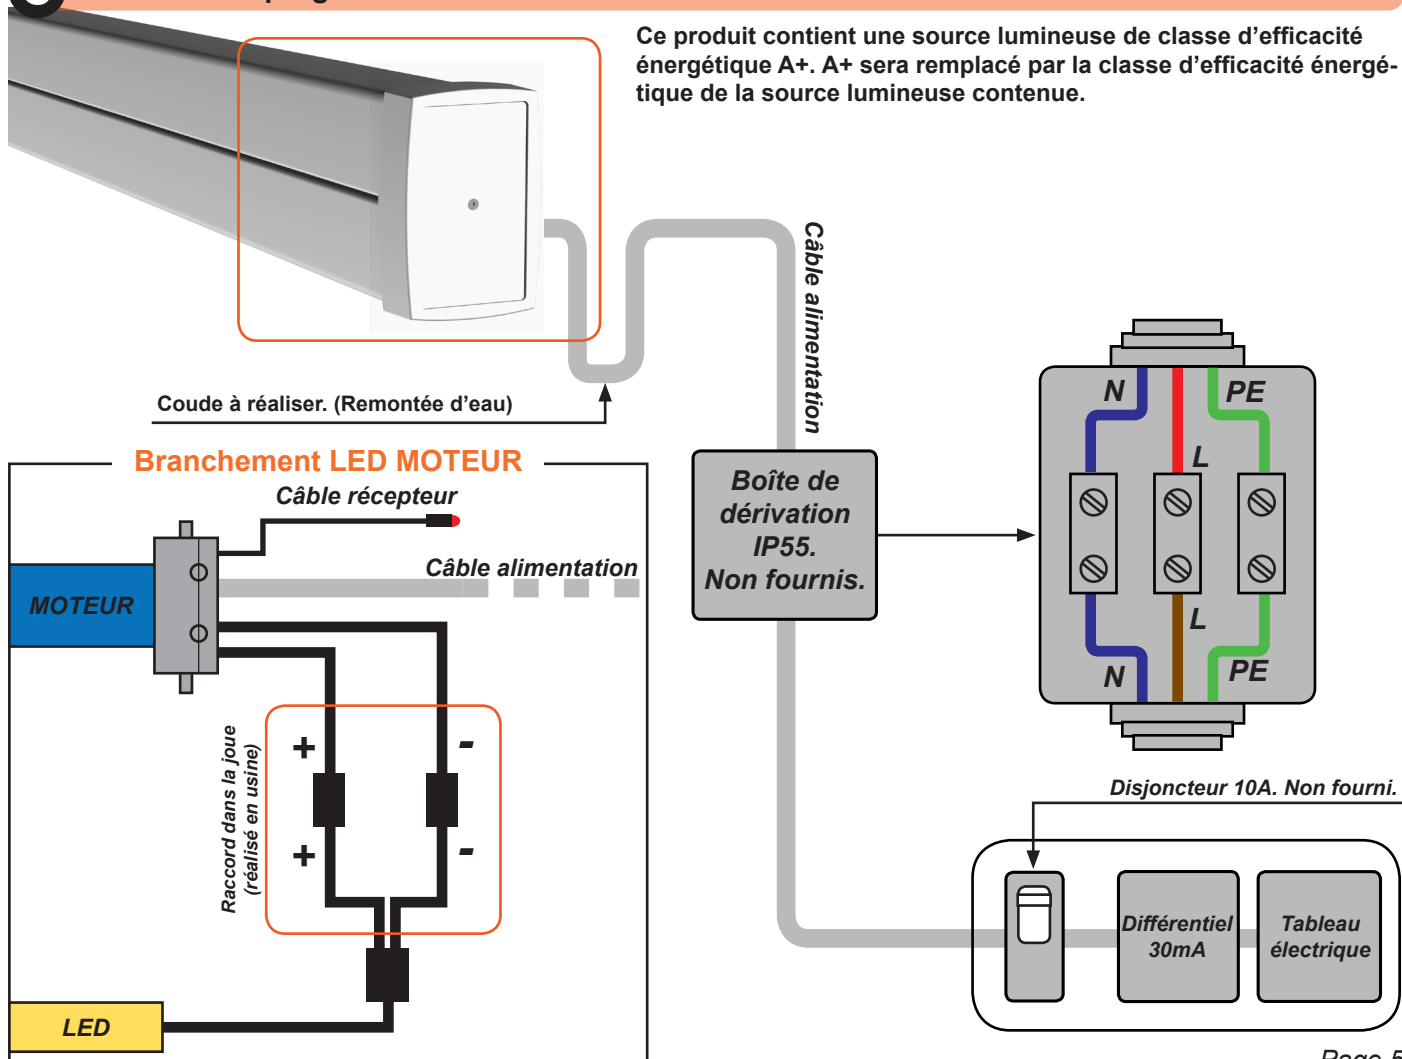 Ce produit contient une source lumineuse de classe d'efficacité
énergétique A+. A+ sera remplacé par la classe d'efficacité énergé-
tique de la source lumineuse contenue.
Câble alimentation
Coude à réaliser. (Remontée d'eau)
Branchement LED MOTEUR
Câble récepteur
Câble alimentation
MOTEUR
Raccord dans la joue
(réalisé en usine)
+
-
+
-
LED
Boîte de
dérivation
IP55.
Non fournis.
N
PE
L
L
N
PE
Disjoncteur 10A. Non fourni.
Différentiel
30mA
Tableau
électrique
Page 5